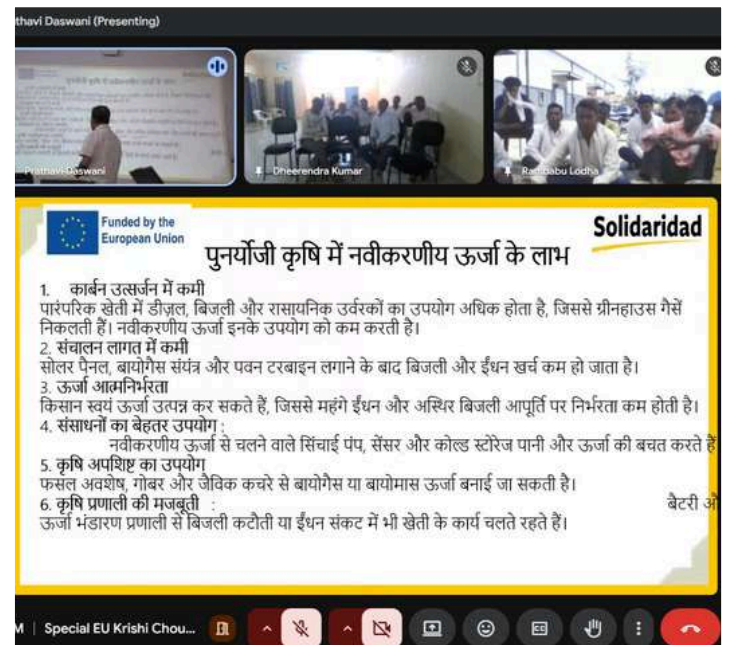 thavi Daswani (Presenting)
Prathavi Daswani
Dheerendra Kumar
Rambabu Lodha
Funded by the
European Union
Solidaridad
पुनर्योजी कृषि में नवीकरणीय ऊर्जा के लाभ
1. कार्बन उत्सर्जन में कमी
पारंपरिक खेती में डीज़ल, बिजली और रासायनिक उर्वरकों का उपयोग अधिक होता है, जिससे ग्रीनहाउस गैसें
निकलती हैं। नवीकरणीय ऊर्जा इनके उपयोग को कम करती है।
2. संचालन लागत में कमी
सोलर पैनल, बायोगैस संयंत्र और पवन टरबाइन लगाने के बाद बिजली और ईंधन खर्च कम हो जाता है।
3. ऊर्जा आत्मनिर्भरता
किसान स्वयं ऊर्जा उत्पन्न कर सकते हैं, जिससे महंगे ईंधन और अस्थिर बिजली आपूर्ति पर निर्भरता कम होती है।
4. संसाधनों का बेहतर उपयोग :
नवीकरणीय ऊर्जा से चलने वाले सिंचाई पंप, सेंसर और कोल्ड स्टोरेज पानी और ऊर्जा की बचत करते हैं
5. कृषि अपशिष्ट का उपयोग
फसल अवशेष, गोबर और जैविक कचरे से बायोगैस या बायोमास ऊर्जा बनाई जा सकती है।
6. कृषि प्रणाली की मजबूती : बैटरी औ
ऊर्जा भंडारण प्रणाली से बिजली कटौती या ईंधन संकट में भी खेती के कार्य चलते रहते हैं।
M | Special EU Krishi Chou...